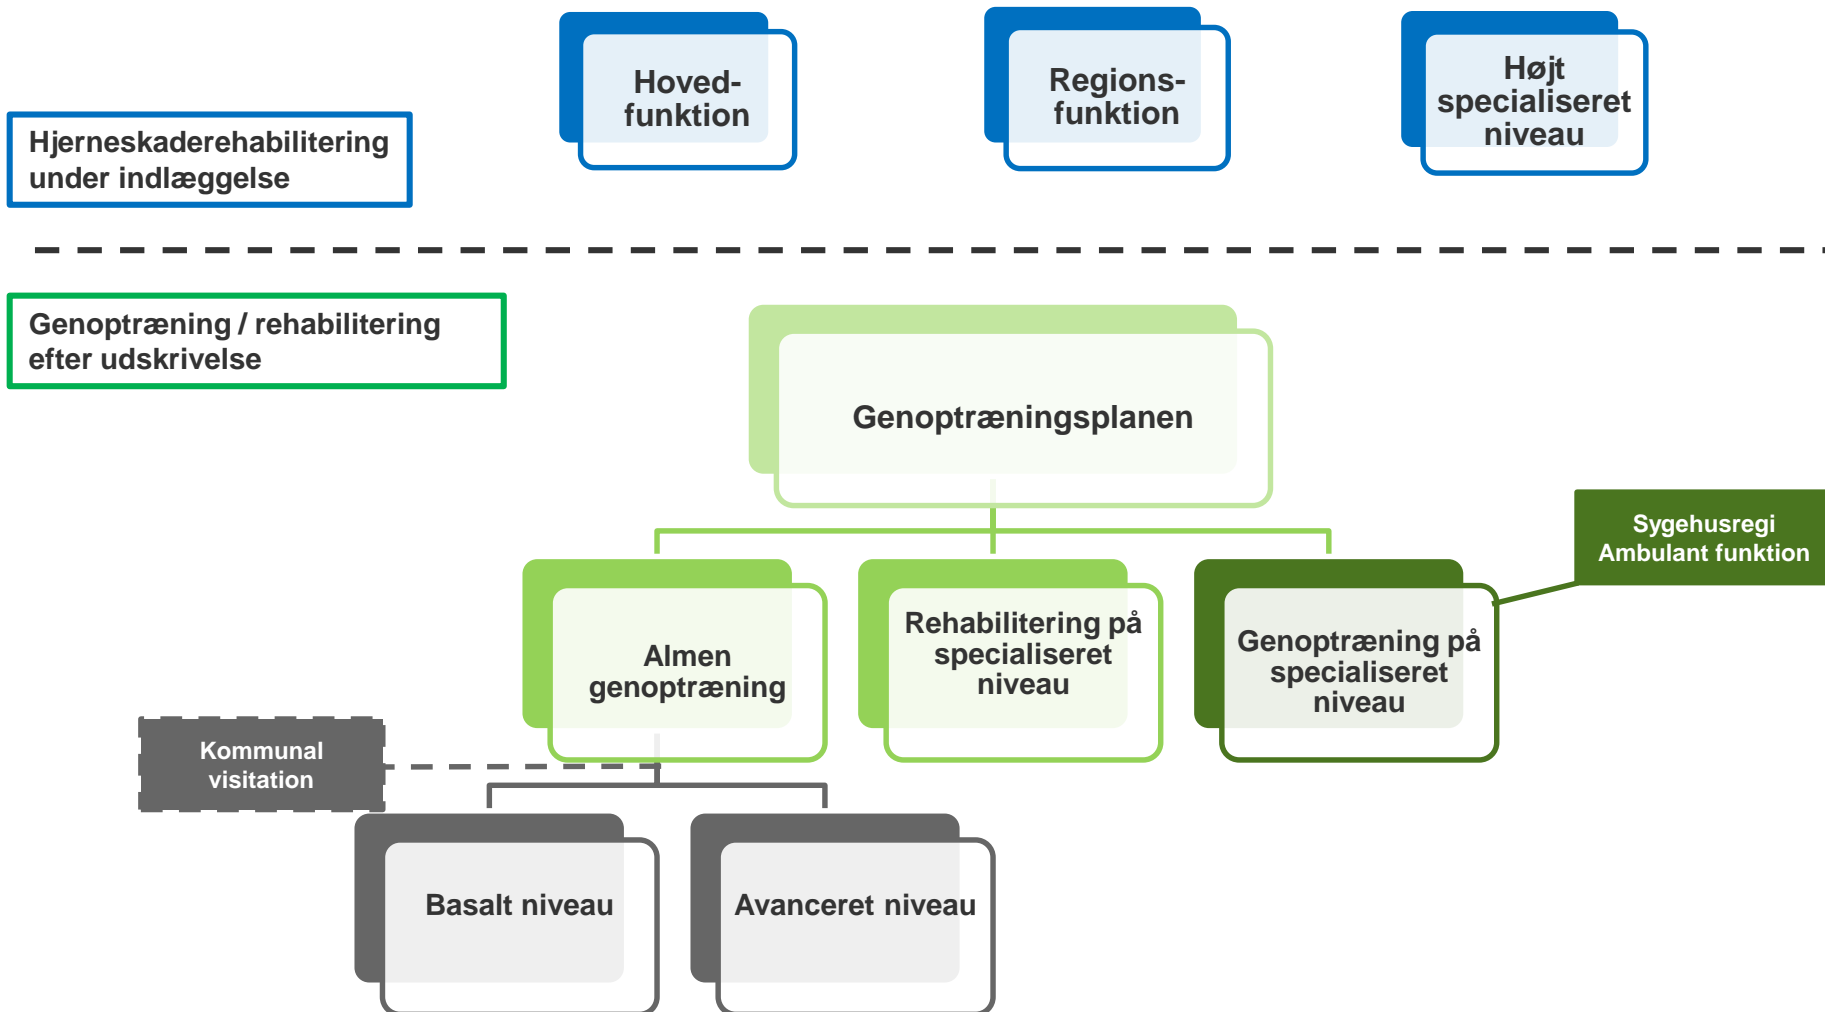 Hoved-
funktion
Regions-
funktion
Højt
specialiseret
niveau
Hjerneskaderehabilitering
under indlæggelse
Genoptræning / rehabilitering
efter udskrivelse
Genoptræningsplanen
Sygehusregi
Ambulant funktion
Almen
genoptræning
Rehabilitering på
specialiseret
niveau
Genoptræning på
specialiseret
niveau
Kommunal
visitation
Basalt niveau
Avanceret niveau